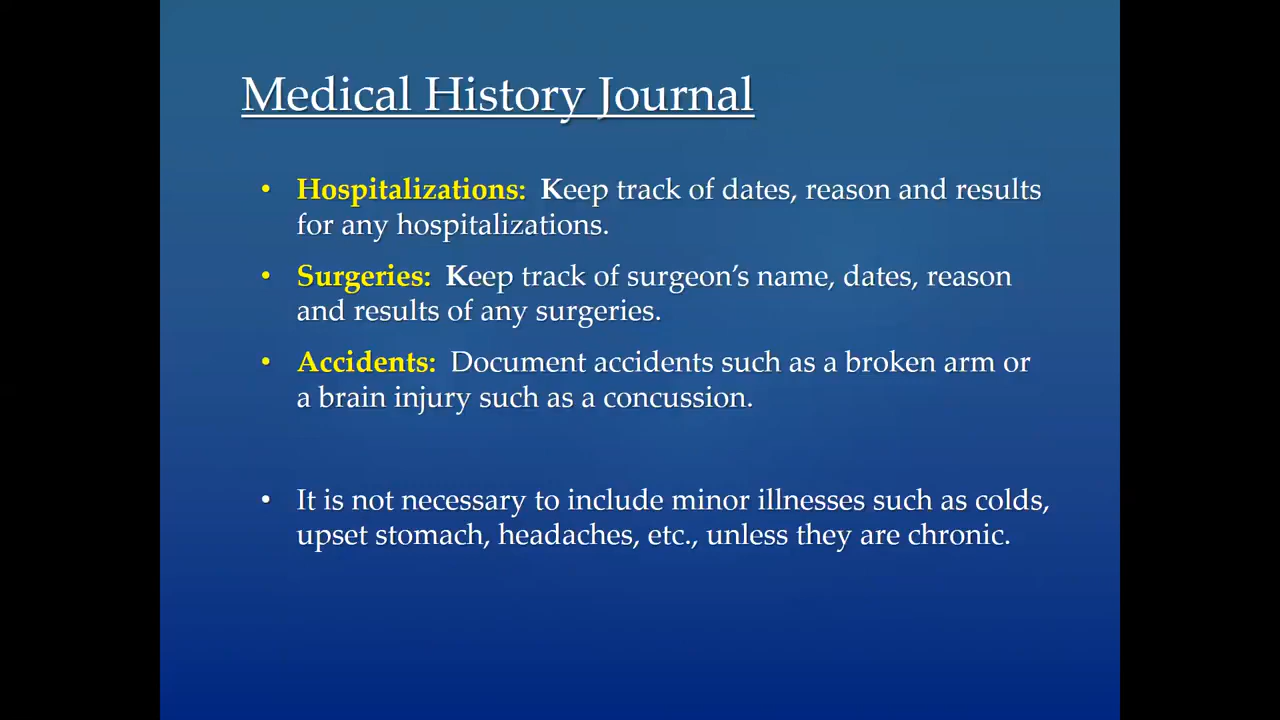 Medical History Journal
• Hospitalizations: Keep track of dates, reason and results
for any hospitalizations.
• Surgeries: Keep track of surgeon’s name, dates, reason
and results of any surgeries.
• Accidents: Document accidents such as a broken arm or
a brain injury such as a concussion.
• It is not necessary to include minor illnesses such as colds,
upset stomach, headaches, etc., unless they are chronic.